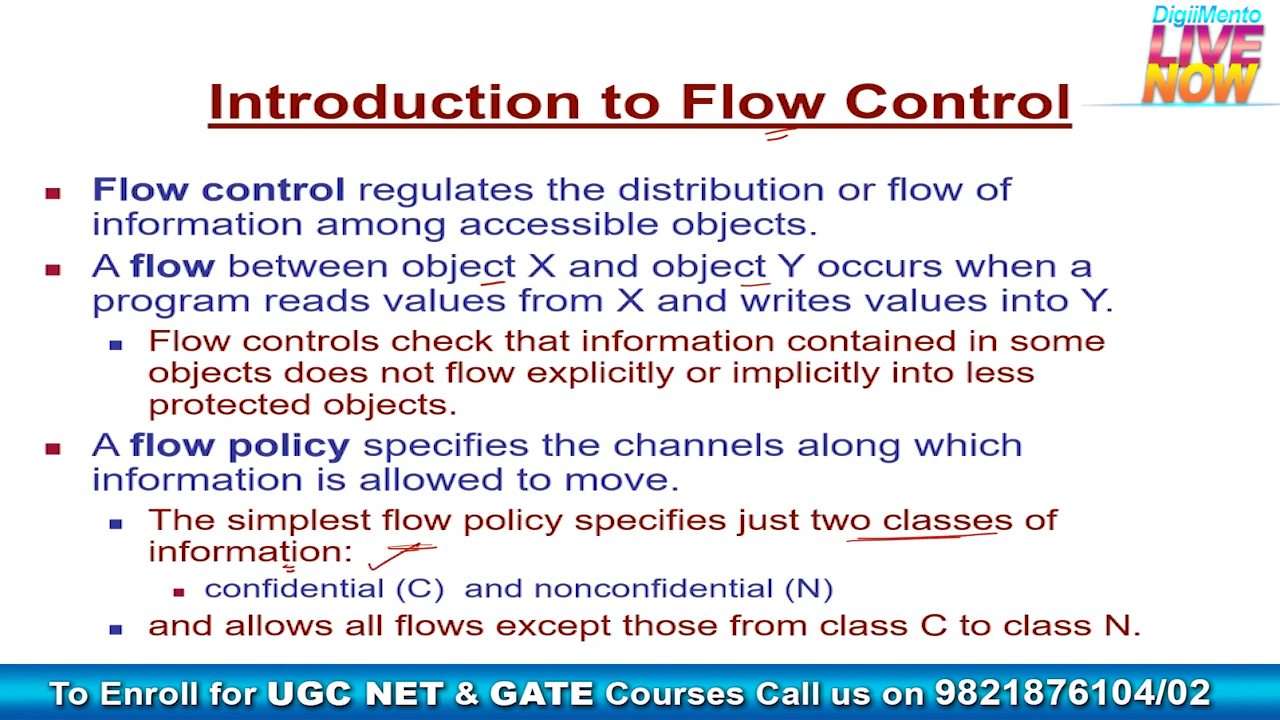 DigiiMento
LIVE
NOW
Introduction to Flow Control
Flow control regulates the distribution or flow of
information among accessible objects.
A flow between object X and object Y occurs when a
program reads values from X and writes values into Y.
Flow controls check that information contained in some
objects does not flow explicitly or implicitly into less
protected objects.
A flow policy specifies the channels along which
information is allowed to move.
The simplest flow policy specifies just two classes of
information:
confidential (C) and nonconfidential (N)
and allows all flows except those from class C to class N.
To Enroll for UGC NET & GATE Courses Call us on 9821876104/02